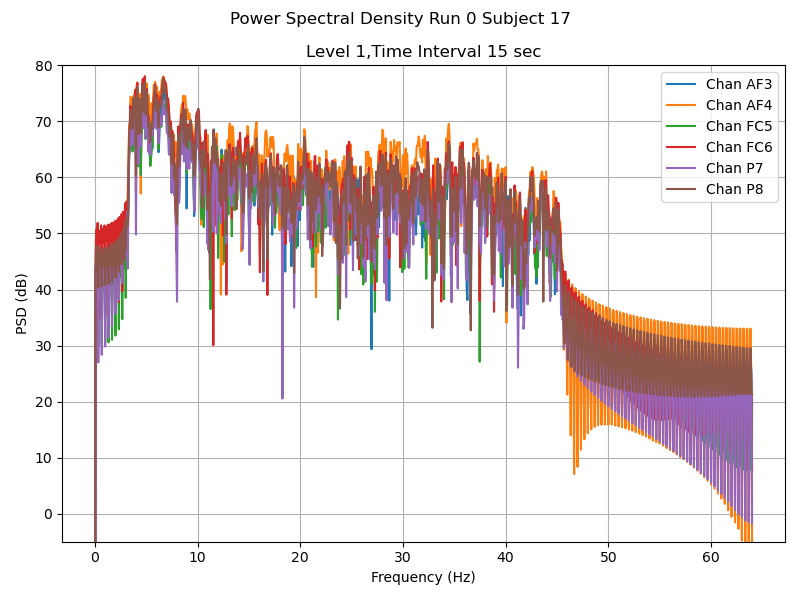 Power Spectral Density Run 0 Subject 17
Level 1,Time Interval 15 sec
80
70
60
50
40
30
20
10
0
PSD (dB)
Chan AF3
Chan AF4
Chan FC5
Chan FC6
Chan P7
Chan P8
0 10 20 30 40 50 60
Frequency (Hz)